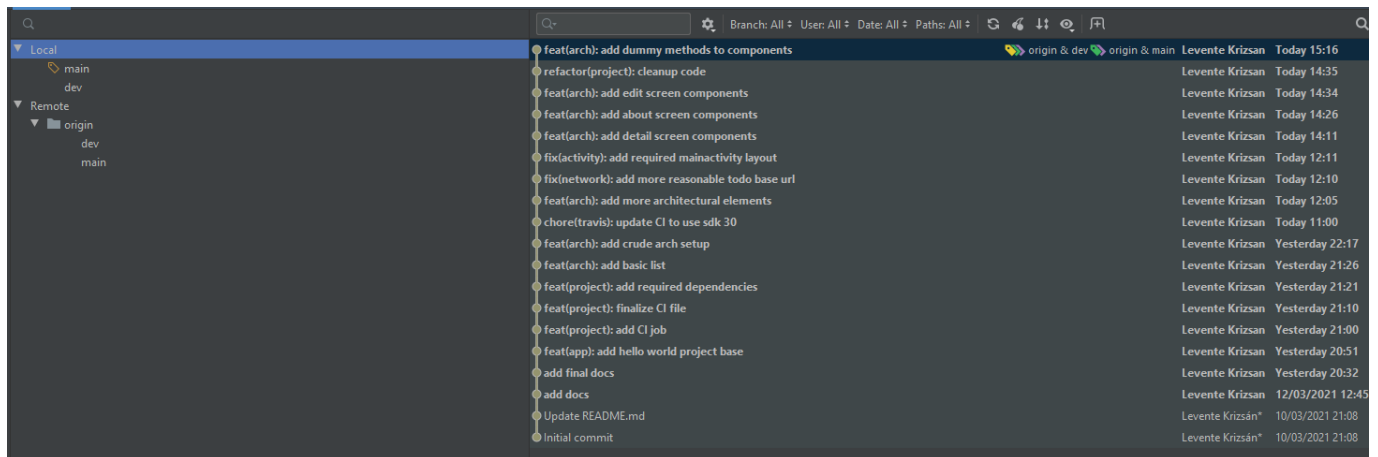 Branch: All User: All Date: All Paths: All
Local
main
dev
Remote
origin
dev
main
feat(arch): add dummy methods to components origin & dev origin & main Levente Krizsan Today 15:16
refactor(project): cleanup code Levente Krizsan Today 14:35
feat(arch): add edit screen components Levente Krizsan Today 14:34
feat(arch): add about screen components Levente Krizsan Today 14:26
feat(arch): add detail screen components Levente Krizsan Today 14:11
fix(activity): add required mainactivity layout Levente Krizsan Today 12:11
fix(network): add more reasonable todo base url Levente Krizsan Today 12:10
feat(arch): add more architectural elements Levente Krizsan Today 12:05
chore(travis): update CI to use sdk 30 Levente Krizsan Today 11:00
feat(arch): add crude arch setup Levente Krizsan Yesterday 22:17
feat(arch): add basic list Levente Krizsan Yesterday 21:26
feat(project): add required dependencies Levente Krizsan Yesterday 21:21
feat(project): finalize CI file Levente Krizsan Yesterday 21:10
feat(project): add CI job Levente Krizsan Yesterday 21:00
feat(app): add hello world project base Levente Krizsan Yesterday 20:51
add final docs Levente Krizsan Yesterday 20:32
add docs Levente Krizsan 12/03/2021 12:45
Update README.md Levente Krizsán* 10/03/2021 21:08
Initial commit Levente Krizsán* 10/03/2021 21:08